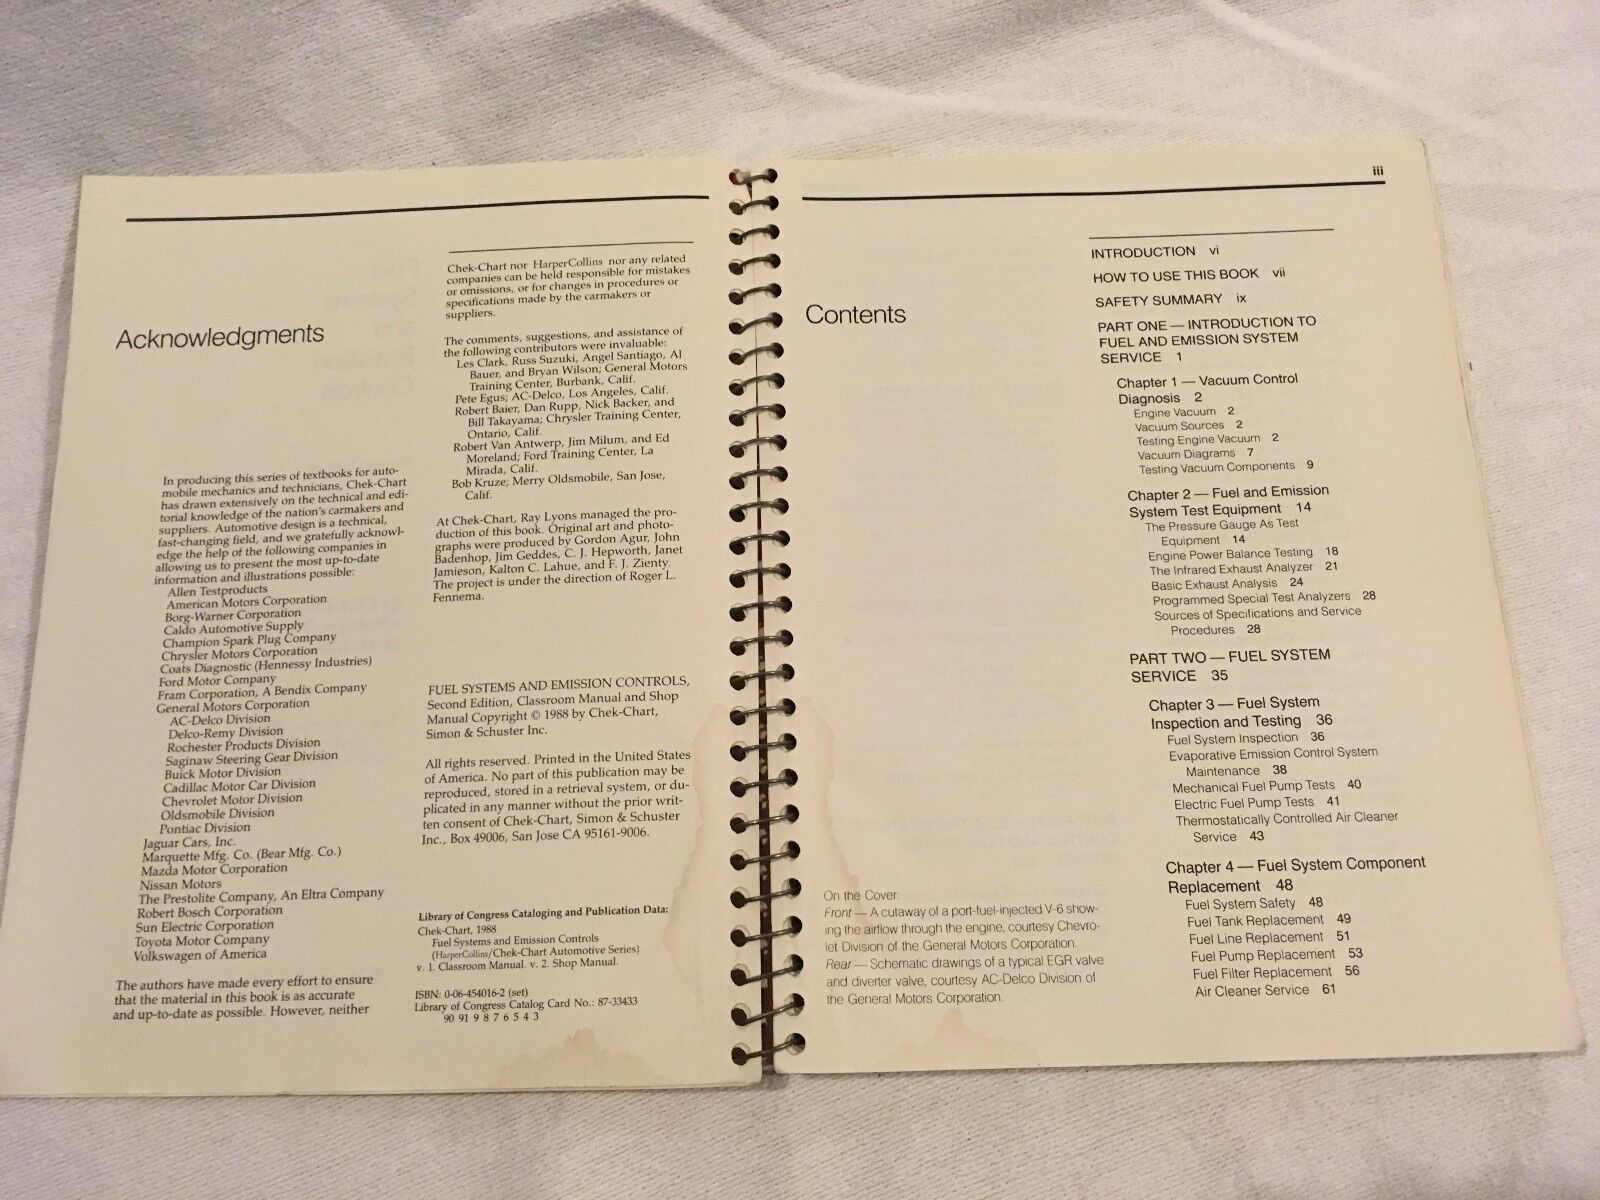 Acknowledgments
In producing this series of textbooks for auto-
mobile mechanics and technicians, Chek-Chart
has drawn extensively on the technical and edi-
torial knowledge of the nation's carmakers and
suppliers. Automotive design is a technical,
fast-changing field, and we gratefully acknowl-
edge the help of the following companies in
allowing us to present the most up-to-date
information and illustrations possible:
Allen Testproducts
American Motors Corporation
Borg-Warner Corporation
Caldo Automotive Supply
Champion Spark Plug Company
Chrysler Motors Corporation
Coats Diagnostic (Hennessy Industries)
Ford Motor Company
Fram Corporation, A Bendix Company
General Motors Corporation
AC-Delco Division
Delco-Remy Division
Rochester Products Division
Saginaw Steering Gear Division
Buick Motor Division
Cadillac Motor Car Division
Chevrolet Motor Division
Oldsmobile Division
Pontiac Division
Jaguar Cars, Inc.
Marquette Mfg. Co. (Bear Mfg. Co.)
Mazda Motor Corporation
Nissan Motors
The Prestolite Company, An Eltra Company
Robert Bosch Corporation
Sun Electric Corporation
Toyota Motor Company
Volkswagen of America
The authors have made every effort to ensure
that the material in this book is as accurate
and up-to-date as possible. However, neither
Chek-Chart nor HarperCollins nor any related
companies can be held responsible for mistakes
or omissions, or for changes in procedures or
specifications made by the carmakers or
suppliers.
The comments, suggestions, and assistance of
the following contributors were invaluable:
Les Clark, Russ Suzuki, Angel Santiago, Al
Bauer, and Bryan Wilson; General Motors
Training Center, Burbank, Calif.
Pete Egus; AC-Delco, Los Angeles, Calif.
Robert Baier, Dan Rupp, Nick Backer, and
Bill Takayama; Chrysler Training Center,
Ontario, Calif.
Robert Van Antwerp, Jim Milum, and Ed
Moreland; Ford Training Center, La
Mirada, Calif.
Bob Kruze; Merry Oldsmobile, San Jose,
Calif.
At Chek-Chart, Ray Lyons managed the pro-
duction of this book. Original art and photo-
graphs were produced by Gordon Agur, John
Badenhop, Jim Geddes, C. J. Hepworth, Janet
Jamieson, Kalton C. Lahue, and F. J. Zienty.
The project is under the direction of Roger L.
Fennema.
FUEL SYSTEMS AND EMISSION CONTROLS,
Second Edition, Classroom Manual and Shop
Manual Copyright © 1988 by Chek-Chart,
Simon & Schuster Inc.
All rights reserved. Printed in the United States
of America. No part of this publication may be
reproduced, stored in a retrieval system, or du-
plicated in any manner without the prior writ-
ten consent of Chek-Chart, Simon & Schuster
Inc., Box 49006, San Jose CA 95161-9006.
Library of Congress Cataloging and Publication Data:
Chek-Chart, 1988
Fuel Systems and Emission Controls
(HarperCollins/Chek-Chart Automotive Series)
v. 1. Classroom Manual. v. 2. Shop Manual.
ISBN: 0-06-454016-2 (set)
Library of Congress Catalog Card No.: 87-33433
90 91 9 8 7 6 5 4 3
iii
Contents
On the Cover:
Front — A cutaway of a port-fuel-injected V-6 show-
ing the airflow through the engine, courtesy Chevro-
let Division of the General Motors Corporation.
Rear — Schematic drawings of a typical EGR valve
and diverter valve, courtesy AC-Delco Division of
the General Motors Corporation.
INTRODUCTION vi
HOW TO USE THIS BOOK vii
SAFETY SUMMARY ix
PART ONE — INTRODUCTION TO
FUEL AND EMISSION SYSTEM
SERVICE 1
Chapter 1 — Vacuum Control
Diagnosis 2
Engine Vacuum 2
Vacuum Sources 2
Testing Engine Vacuum 2
Vacuum Diagrams 7
Testing Vacuum Components 9
Chapter 2 — Fuel and Emission
System Test Equipment 14
The Pressure Gauge As Test
Equipment 14
Engine Power Balance Testing 18
The Infrared Exhaust Analyzer 21
Basic Exhaust Analysis 24
Programmed Special Test Analyzers 28
Sources of Specifications and Service
Procedures 28
PART TWO — FUEL SYSTEM
SERVICE 35
Chapter 3 — Fuel System
Inspection and Testing 36
Fuel System Inspection 36
Evaporative Emission Control System
Maintenance 38
Mechanical Fuel Pump Tests 40
Electric Fuel Pump Tests 41
Thermostatically Controlled Air Cleaner
Service 43
Chapter 4 — Fuel System Component
Replacement 48
Fuel System Safety 48
Fuel Tank Replacement 49
Fuel Line Replacement 51
Fuel Pump Replacement 53
Fuel Filter Replacement 56
Air Cleaner Service 61